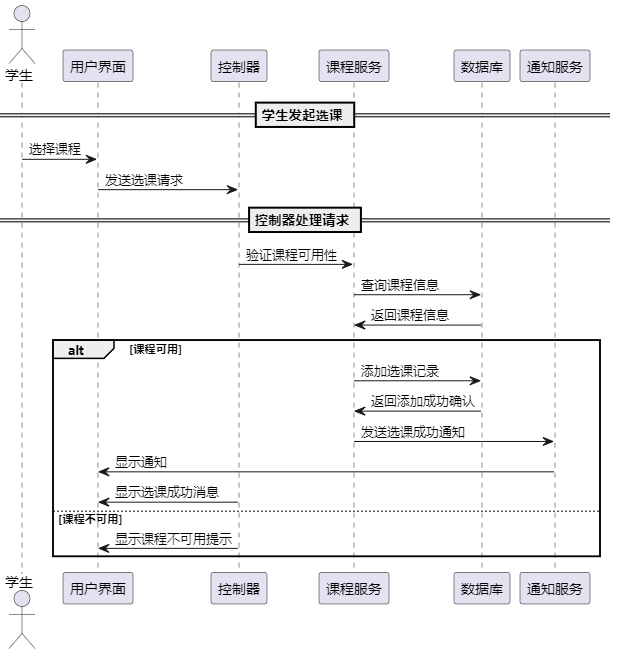 学生
用户界面
控制器
课程服务
数据库
通知服务
学生发起选课
选择课程
发送选课请求
控制器处理请求
验证课程可用性
查询课程信息
返回课程信息
alt
[课程可用]
添加选课记录
返回添加成功确认
发送选课成功通知
显示通知
显示选课成功消息
[课程不可用]
显示课程不可用提示
学生
用户界面
控制器
课程服务
数据库
通知服务